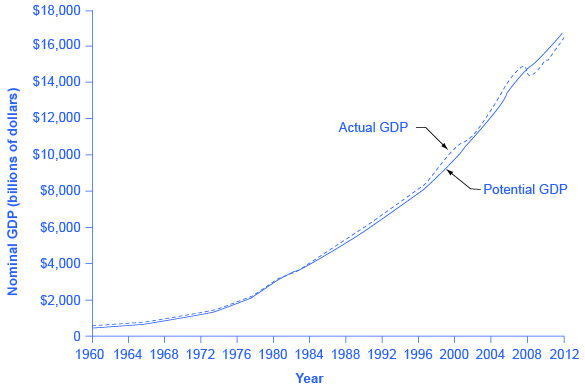 Nominal GDP (billions of dollars)
$18,000
$16,000
$14,000
$12,000
$10,000
$8,000
$6,000
$4,000
$2,000
0
Actual GDP
Potential GDP
1960 1964 1968 1972 1976 1980 1984 1988 1992 1996 2000 2004 2008 2012
Year